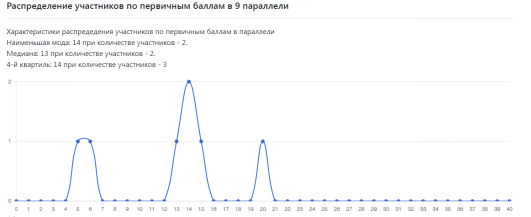 Распределение участников по первичным баллам в 9 параллели
Характеристики распредедения участников по первичным баллам в параллели
Наименьшая мода: 14 при количестве участников - 2.
Медиана: 13 при количестве участников - 2.
4-й квартиль: 14 при количестве участников - 3
2
1
0
0 1 2 3 4 5 6 7 8 9 10 11 12 13 14 15 16 17 18 19 20 21 22 23 24 25 26 27 28 29 30 31 32 33 34 35 36 37 38 39 40